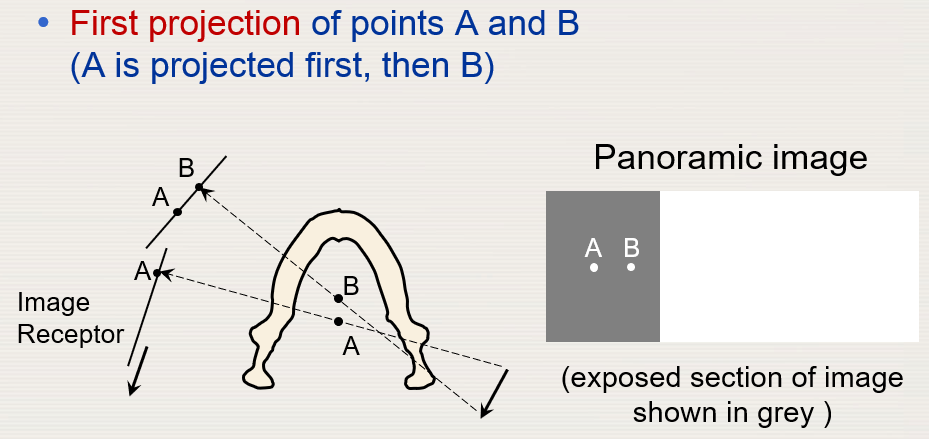 • First projection of points A and B
(A is projected first, then B)
Panoramic image
B
A
A
Image
Receptor
B
A
A B
(exposed section of image
shown in grey )